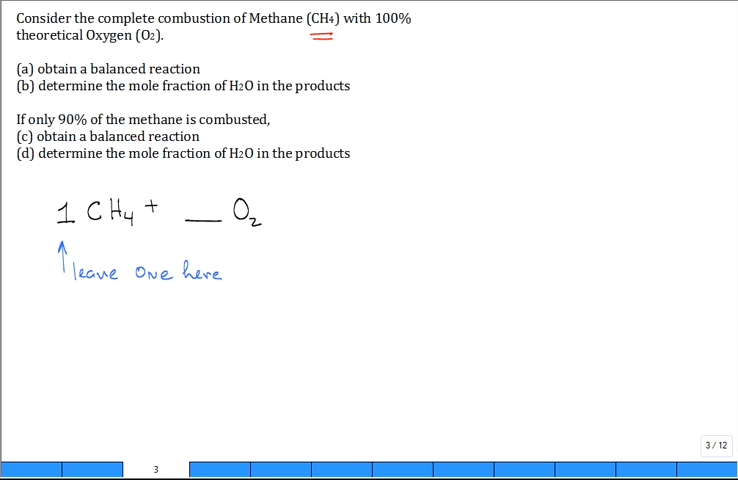 Consider the complete combustion of Methane (CH4) with 100%
theoretical Oxygen (O2).
(a) obtain a balanced reaction
(b) determine the mole fraction of H2O in the products
If only 90% of the methane is combusted,
(c) obtain a balanced reaction
(d) determine the mole fraction of H2O in the products
1 CH4 + __ O2
leave one here
3 / 12
3